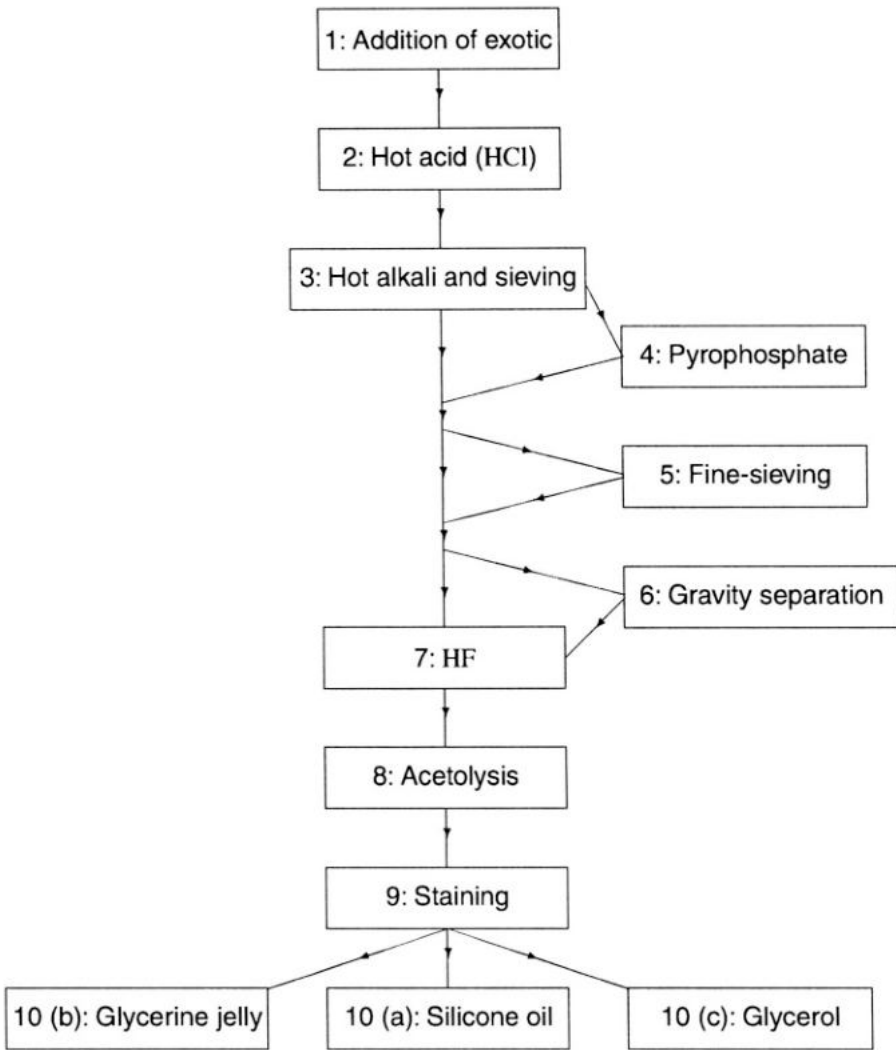 1: Addition of exotic
2: Hot acid (HCl)
3: Hot alkali and sieving
4: Pyrophosphate
5: Fine-sieving
6: Gravity separation
7: HF
8: Acetolysis
9: Staining
10 (b): Glycerine jelly
10 (a): Silicone oil
10 (c): Glycerol